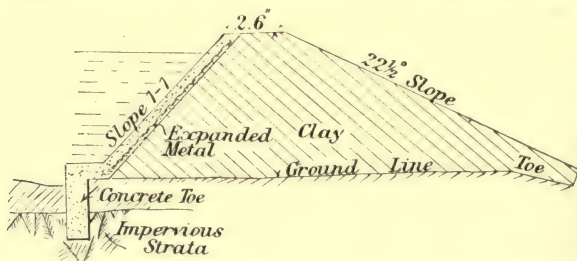 2.6"
Slope 1-1
22½° Slope
Expanded
Metal
Clay
Ground Line
Toe
Concrete Toe
Impervious
Strata